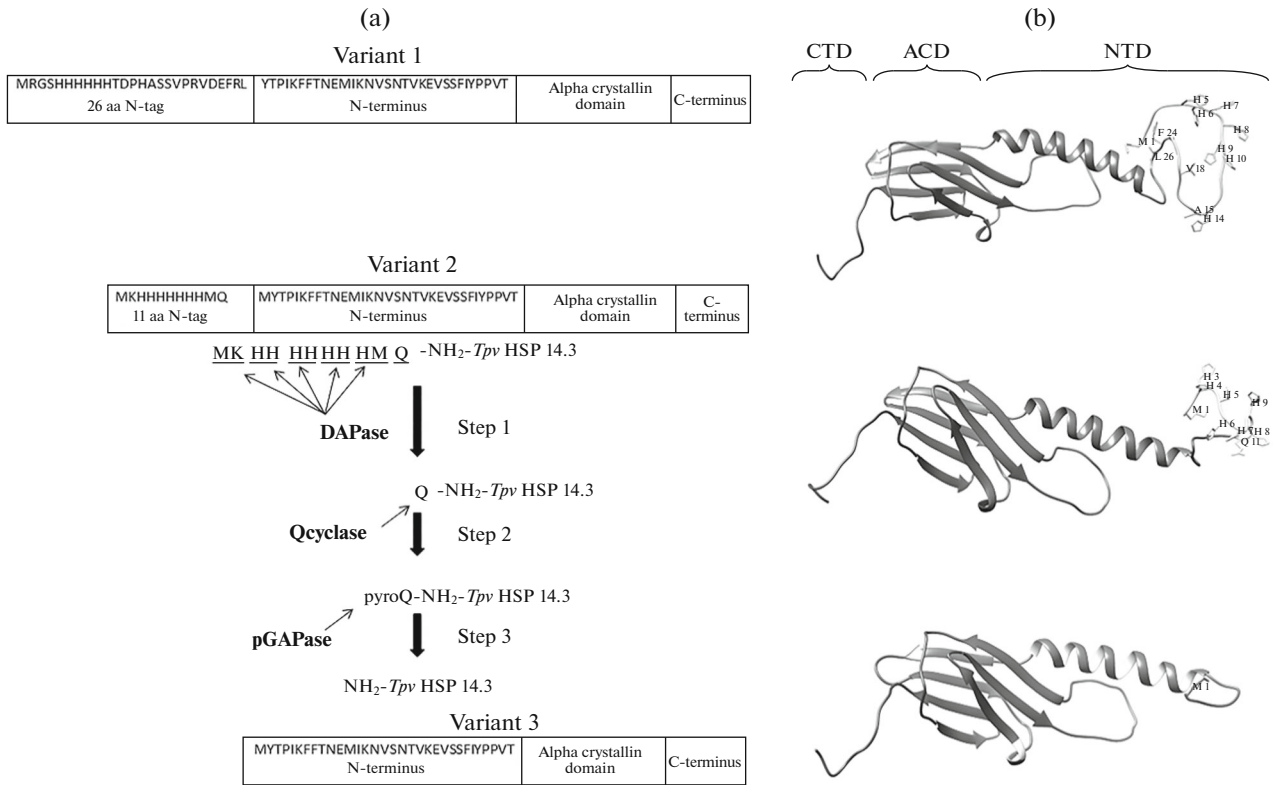 (a)
Variant 1
MRGSHHHHHHTDPHASSVPRVDEFRL
26 aa N-tag
YTPIKFFTNEMIKNVSNTVKEVSSFIYPPVT
N-terminus
Alpha crystallin
domain
C-terminus
Variant 2
MKHHHHHHHMQ
11 aa N-tag
MYTPIKFFTNEMIKNVSNTVKEVSSFIYPPVT
N-terminus
Alpha crystallin
domain
C-
terminus
MK HH HH HH HM Q -NH2-Tpv HSP 14.3
DAPase
Step 1
Q -NH2-Tpv HSP 14.3
Qcyclase
Step 2
pyroQ-NH2-Tpv HSP 14.3
pGAPase
Step 3
NH2-Tpv HSP 14.3
Variant 3
MYTPIKFFTNEMIKNVSNTVKEVSSFIYPPVT
N-terminus
Alpha crystallin
domain
C-terminus
(b)
CTD
ACD
NTD
H 5
H 7
H 6
H 8
F 24
M 1
H 9
L 26
H 10
V 18
A 15
H 14
H 3
H 4
H 5
H 9
M 1
H 6
H 8
Q 11
M 1